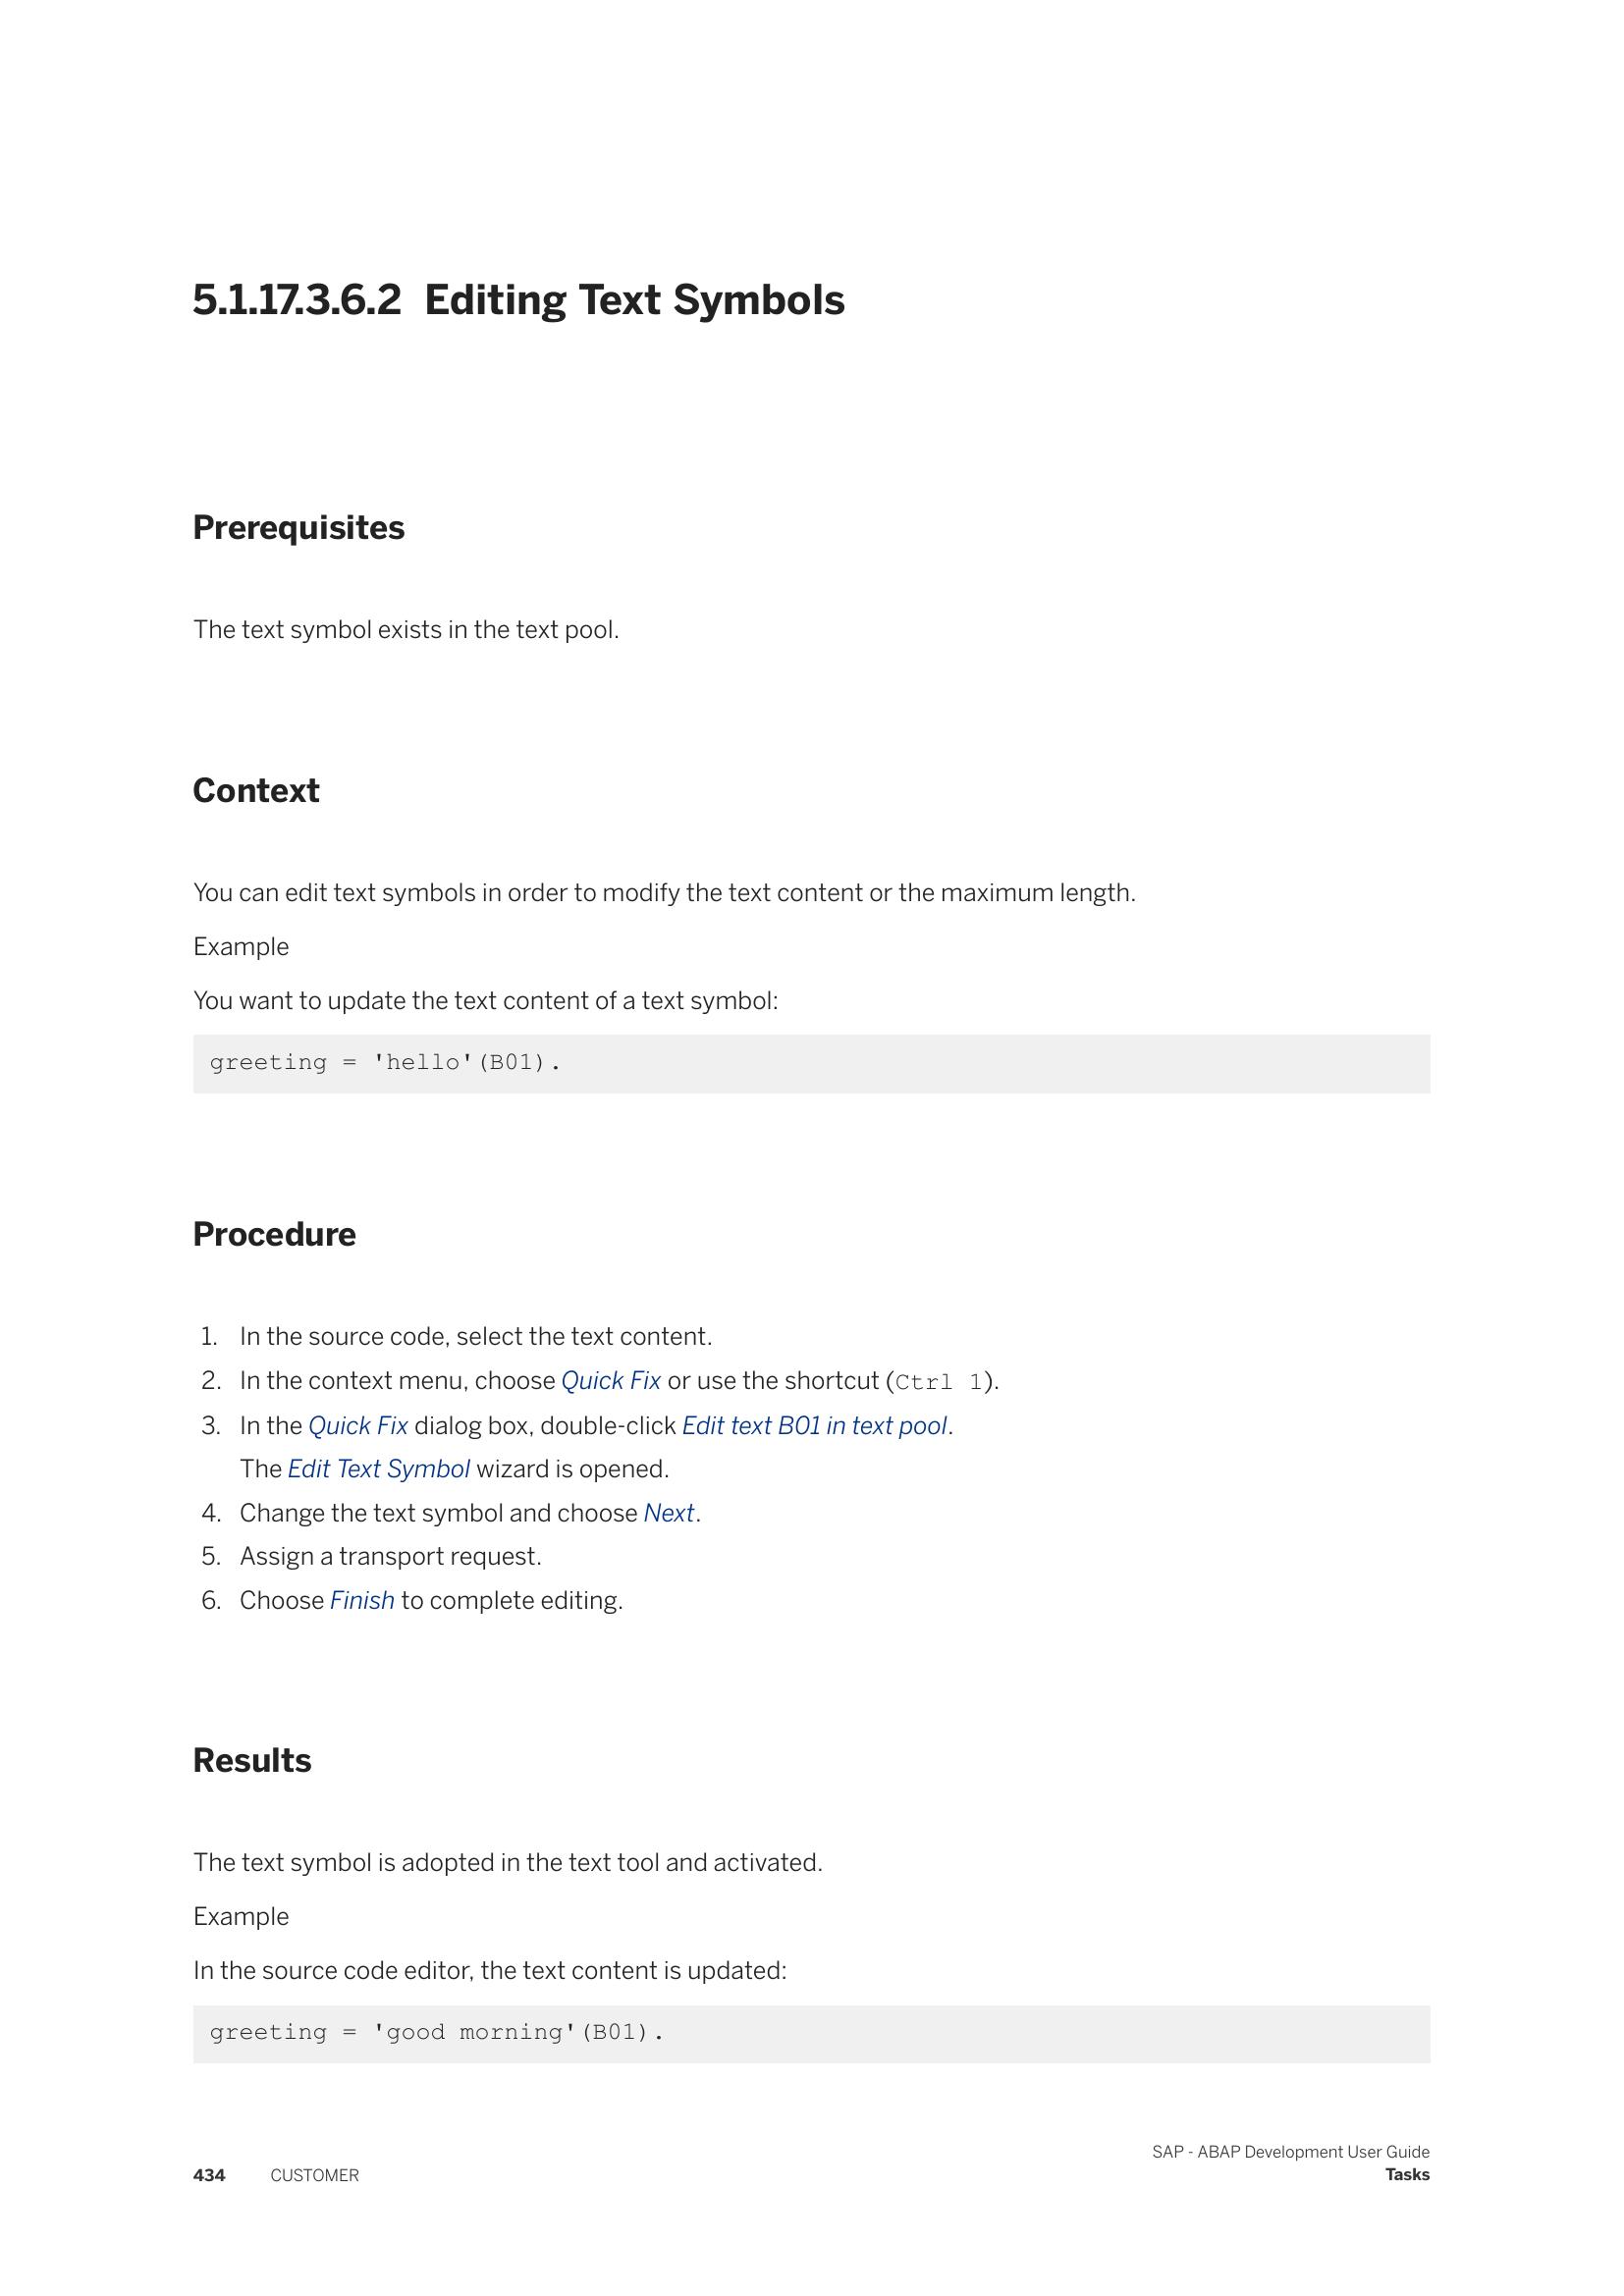 5.1.17.3.6.2 Editing Text Symbols
Prerequisites
The text symbol exists in the text pool.
Context
You can edit text symbols in order to modify the text content or the maximum length.
Example
You want to update the text content of a text symbol:
greeting = 'hello'(B01).
Procedure
1. In the source code, select the text content.
2. In the context menu, choose Quick Fix or use the shortcut (Ctrl 1).
3. In the Quick Fix dialog box, double-click Edit text B01 in text pool.
The Edit Text Symbol wizard is opened.
4. Change the text symbol and choose Next.
5. Assign a transport request.
6. Choose Finish to complete editing.
Results
The text symbol is adopted in the text tool and activated.
Example
In the source code editor, the text content is updated:
greeting = 'good morning'(B01).
SAP - ABAP Development User Guide
434 CUSTOMER Tasks